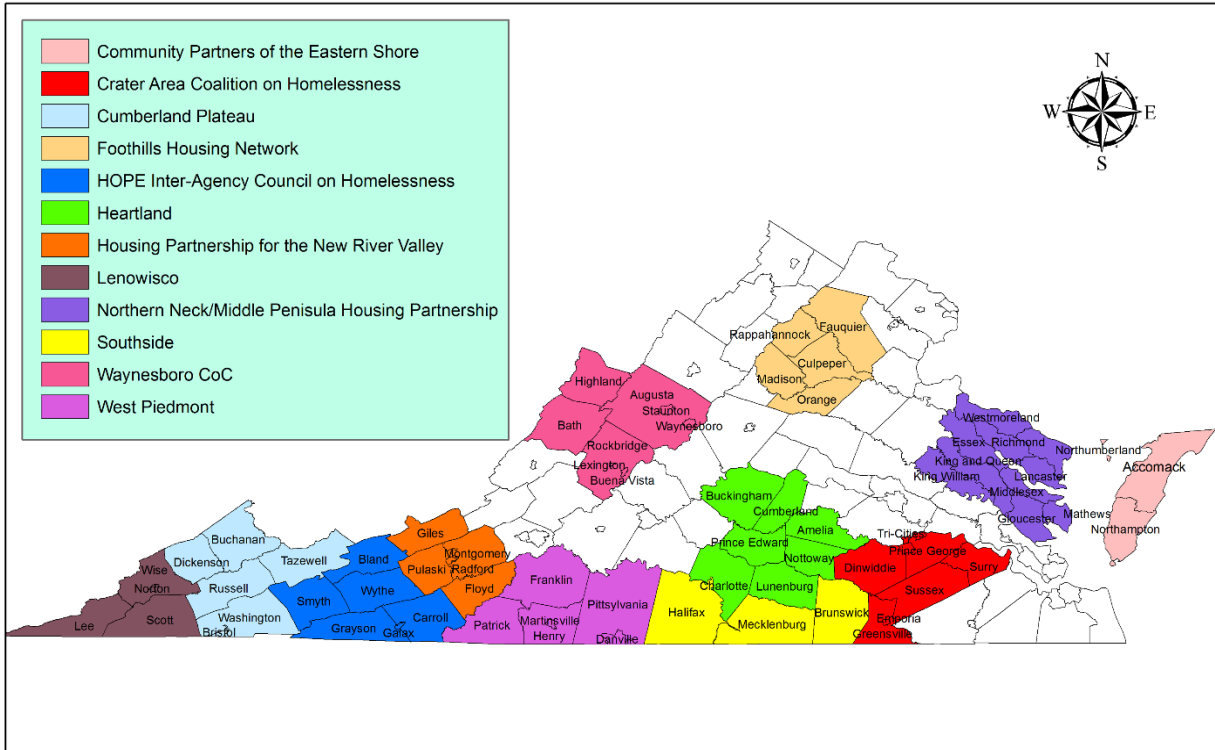 Community Partners of the Eastern Shore
Crater Area Coalition on Homelessness
Cumberland Plateau
Foothills Housing Network
HOPE Inter-Agency Council on Homelessness
Heartland
Housing Partnership for the New River Valley
Lenowisco
Northern Neck/Middle Penisula Housing Partnership
Southside
Waynesboro CoC
West Piedmont
N
W
E
S
Rappahannock
Fauquier
Culpeper
Madison
Orange
Highland
Augusta
Staunton
Bath
Waynesboro
Rockbridge
Lexington
Buena Vista
Westmoreland
Essex
Richmond
Northumberland
King and Queen
King William
Lancaster
Middlesex
Mathews
Gloucester
Accomack
Northampton
Buckingham
Cumberland
Amelia
Prince Edward
Nottoway
Charlotte
Lunenburg
Tri-Cities
Prince George
Dinwiddie
Surry
Sussex
Emporia
Greensville
Brunswick
Mecklenburg
Halifax
Franklin
Pittsylvania
Patrick
Martinsville
Henry
Danville
Giles
Montgomery
Pulaski
Radford
Floyd
Bland
Wythe
Smyth
Carroll
Grayson
Galax
Buchanan
Dickenson
Tazewell
Russell
Washington
Bristol
Wise
Norton
Scott
Lee